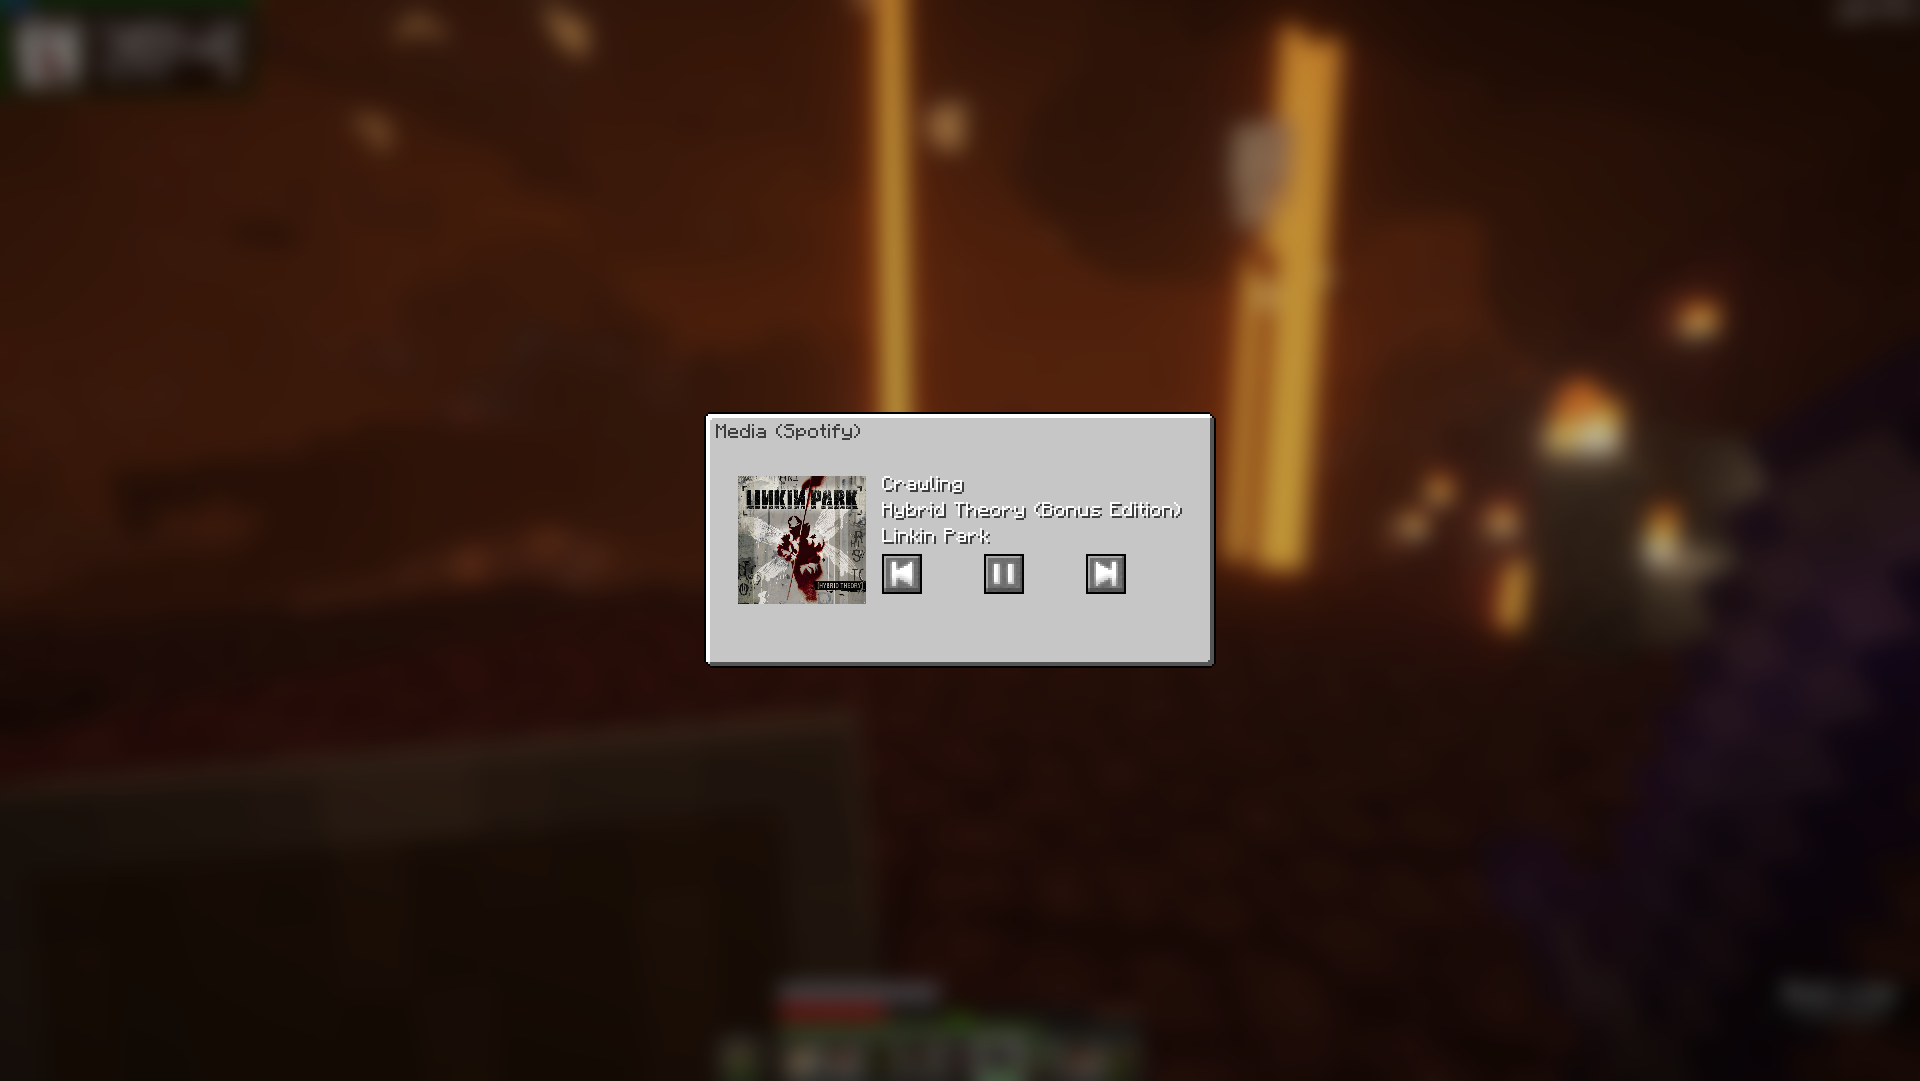 Media (Spotify)
LINKIN PARK
Crawling
Hybrid Theory (Bonus Edition)
Linkin Park
[HYBRID THEORY]